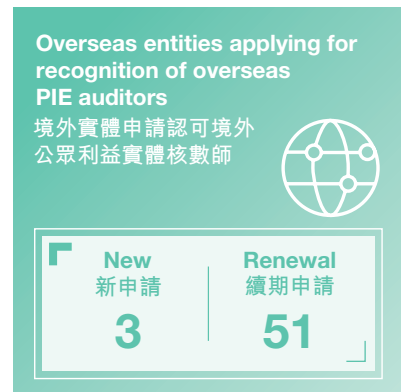 Overseas entities applying for
recognition of overseas
PIE auditors
境外實體申請認可境外
公眾利益實體核數師
New
新申請
3
Renewal
續期申請
51